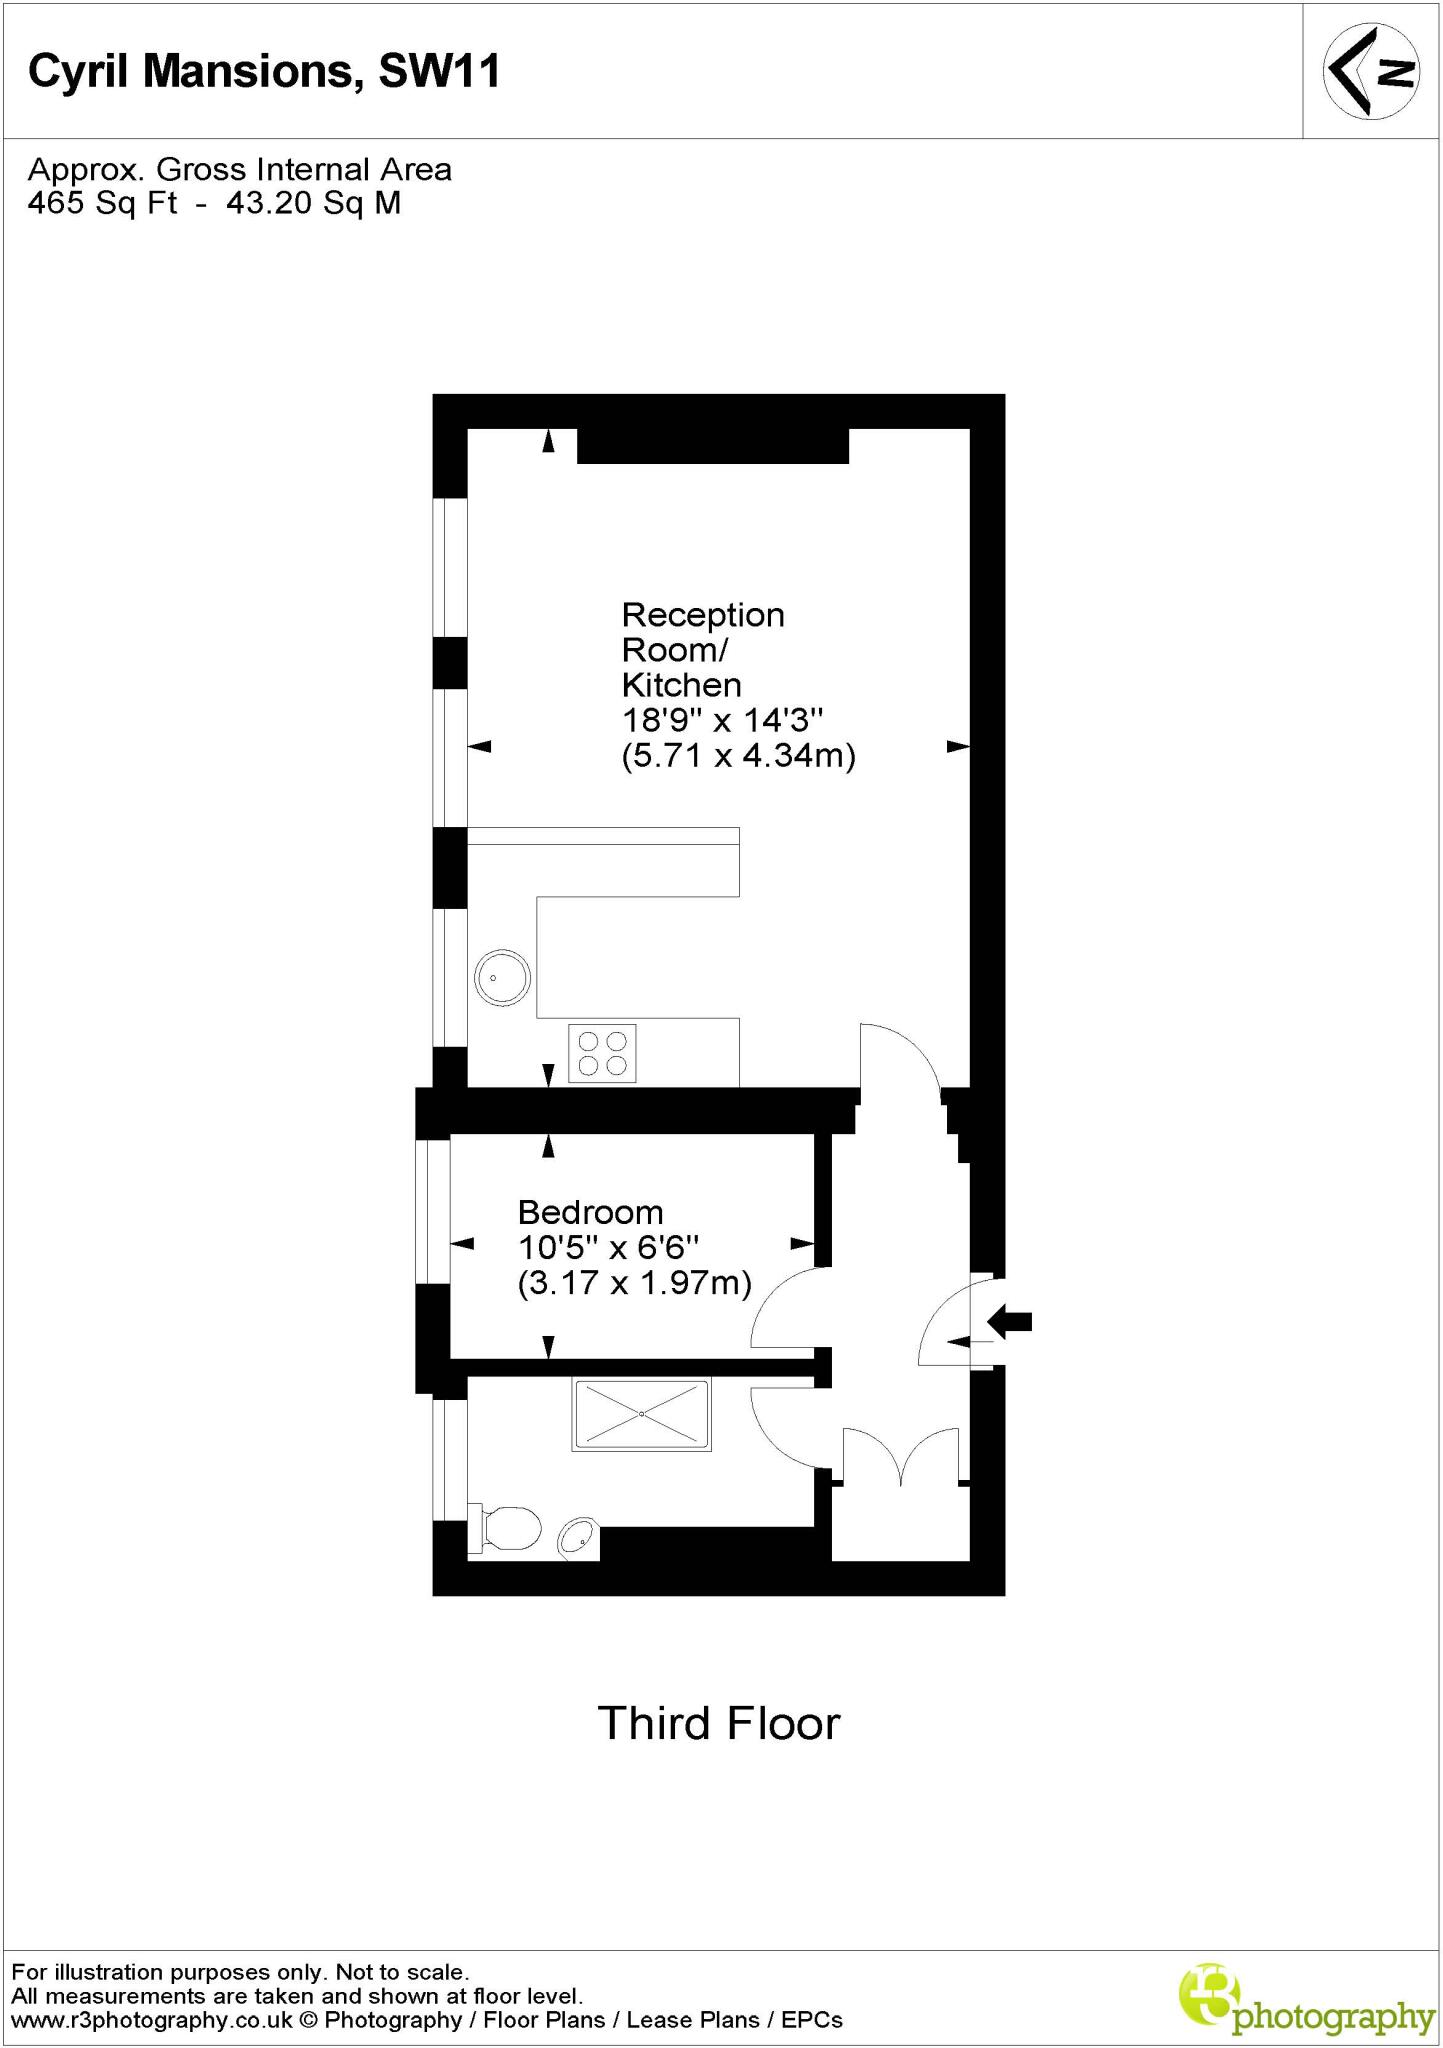 Cyril Mansions, SW11
N
Approx. Gross Internal Area
465 Sq Ft - 43.20 Sq M
Reception
Room/
Kitchen
18'9" x 14'3"
(5.71 x 4.34m)
Bedroom
10'5" x 6'6"
(3.17 x 1.97m)
Third Floor
For illustration purposes only. Not to scale.
All measurements are taken and shown at floor level.
www.r3photography.co.uk © Photography / Floor Plans / Lease Plans / EPCs
r3photography